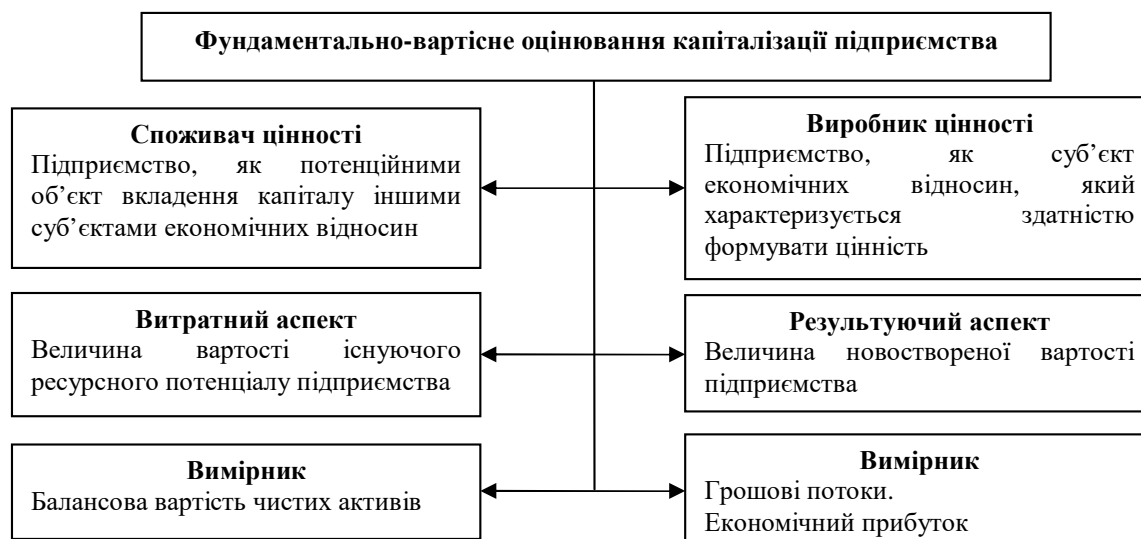 Фундаментально-вартісне оцінювання капіталізації підприємства
Споживач цінності
Підприємство, як потенційними
об’єкт вкладення капіталу іншими
суб’єктами економічних відносин
Виробник цінності
Підприємство, як суб’єкт
економічних відносин, який
характеризується здатністю
формувати цінність
Витратний аспект
Величина вартості існуючого
ресурсного потенціалу підприємства
Результуючий аспект
Величина новоствореної вартості
підприємства
Вимірник
Балансова вартість чистих активів
Вимірник
Грошові потоки.
Економічний прибуток